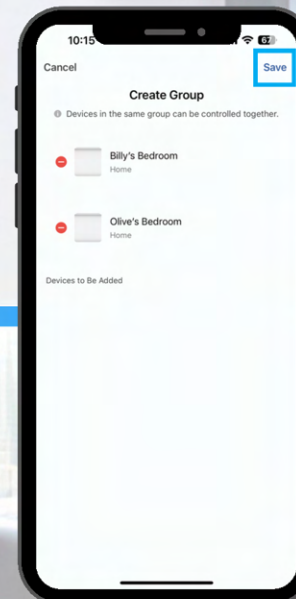 10:15
67
Cancel
Save
Create Group
Devices in the same group can be controlled together.
Billy's Bedroom
Home
Olive's Bedroom
Home
Devices to Be Added